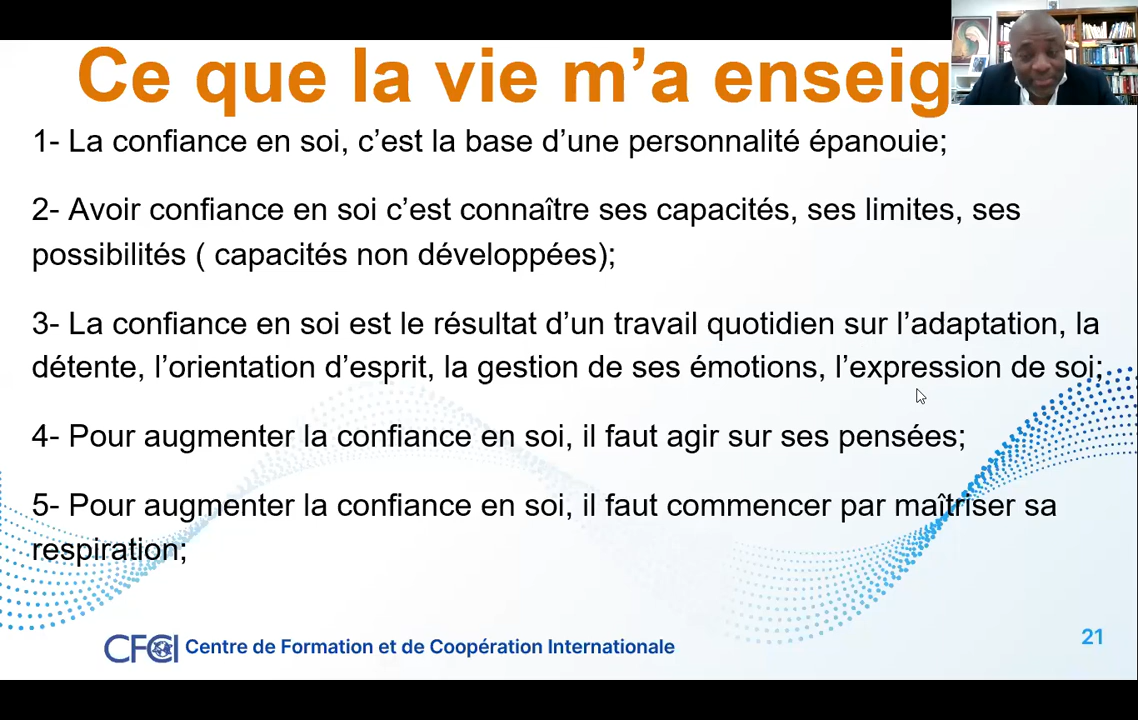 Ce que la vie m’a enseig
1- La confiance en soi, c’est la base d’une personnalité épanouie;
2- Avoir confiance en soi c’est connaître ses capacités, ses limites, ses
possibilités ( capacités non développées);
3- La confiance en soi est le résultat d’un travail quotidien sur l’adaptation, la
détente, l’orientation d’esprit, la gestion de ses émotions, l’expression de soi;
4- Pour augmenter la confiance en soi, il faut agir sur ses pensées;
5- Pour augmenter la confiance en soi, il faut commencer par maîtriser sa
respiration;
CFCI Centre de Formation et de Coopération Internationale
21